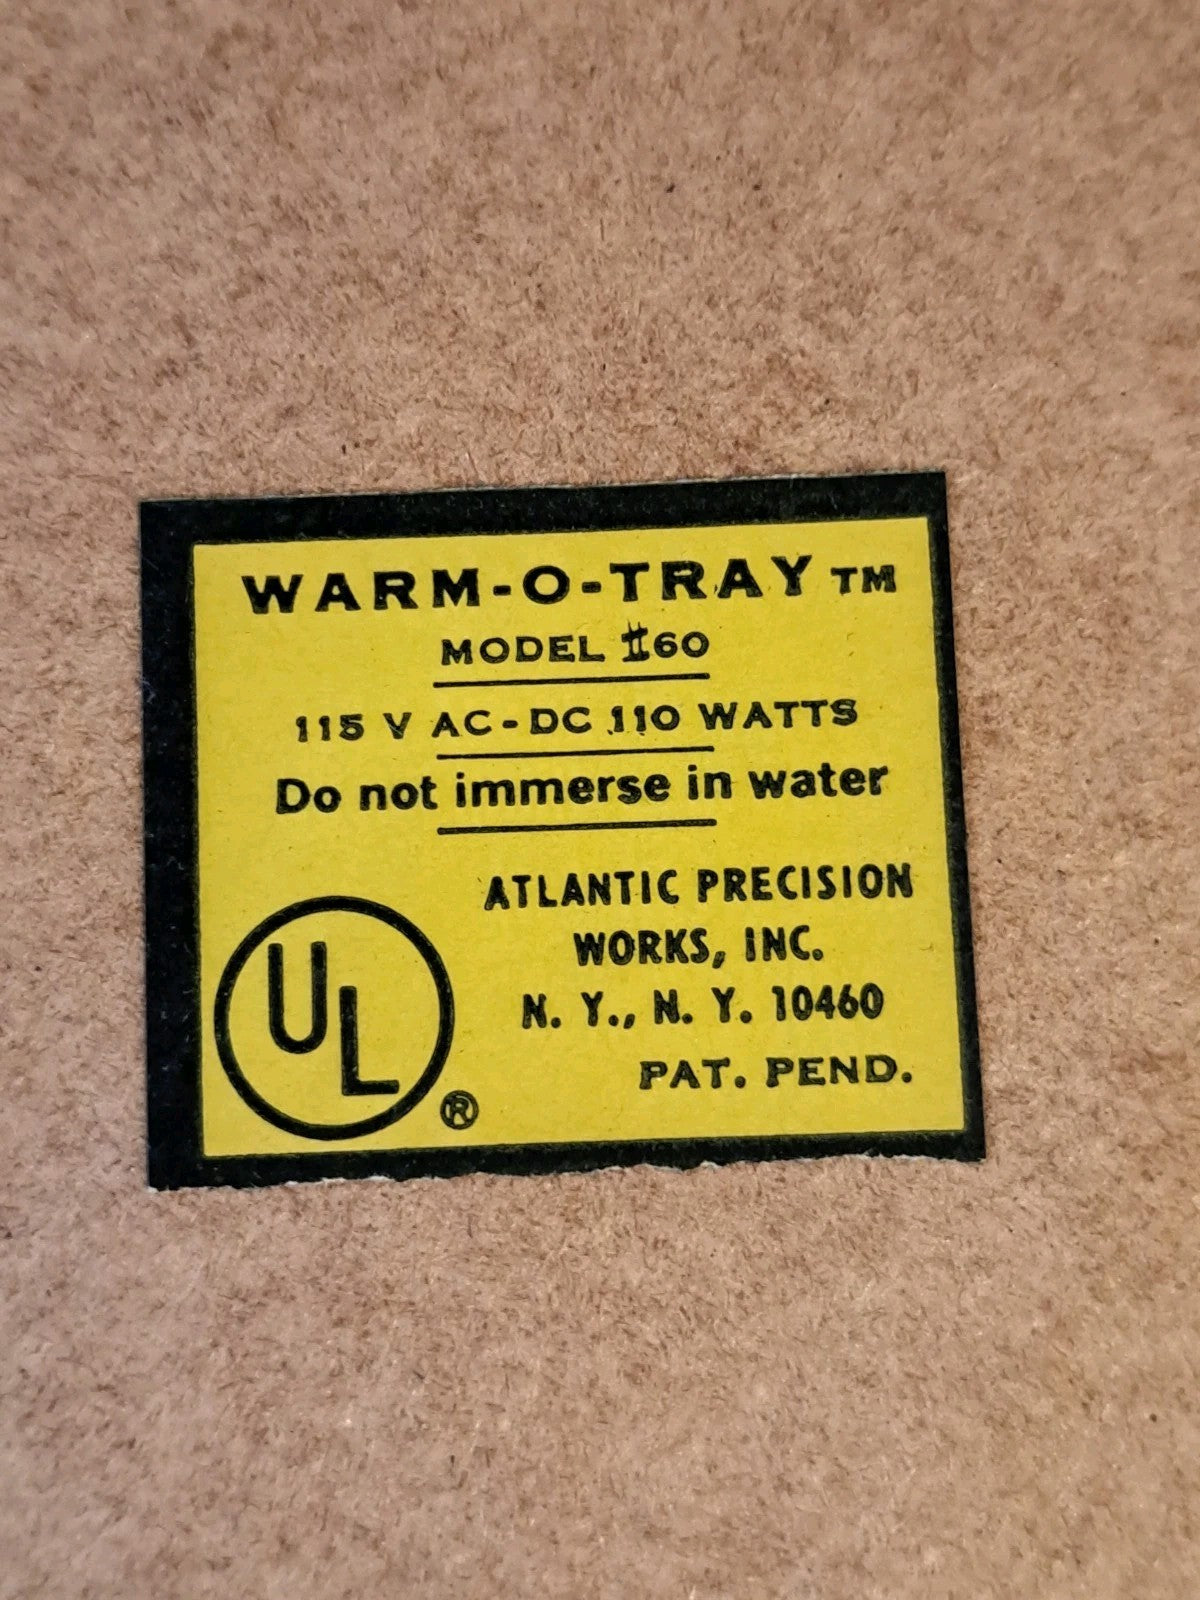 WARM-O-TRAY TM
MODEL #60
115 V AC-DC 110 WATTS
Do not immerse in water
ATLANTIC PRECISION
WORKS, INC.
N. Y., N. Y. 10460
PAT. PEND.
UL ®